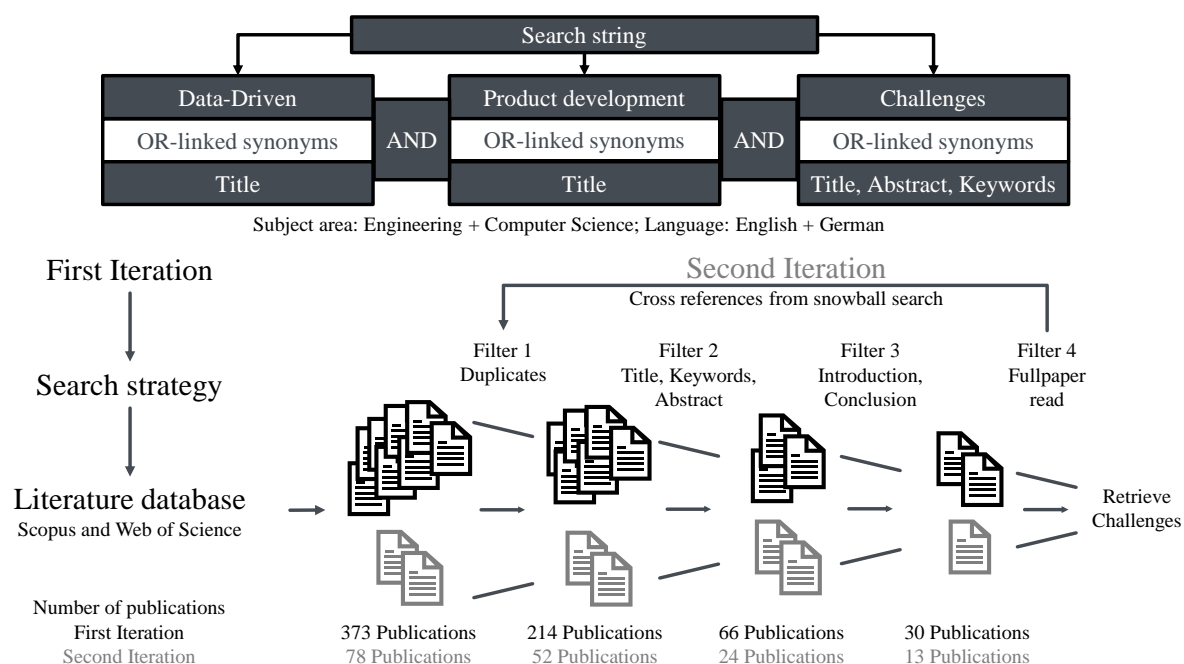 Search string
Data-Driven
OR-linked synonyms
Title
AND
Product development
OR-linked synonyms
Title
AND
Challenges
OR-linked synonyms
Title, Abstract, Keywords
Subject area: Engineering + Computer Science; Language: English + German
First Iteration
Search strategy
Literature database
Scopus and Web of Science
Second Iteration
Cross references from snowball search
Filter 1
Duplicates
Filter 2
Title, Keywords,
Abstract
Filter 3
Introduction,
Conclusion
Filter 4
Fullpaper
read
Retrieve
Challenges
Number of publications
First Iteration
373 Publications
214 Publications
66 Publications
30 Publications
Second Iteration
78 Publications
52 Publications
24 Publications
13 Publications